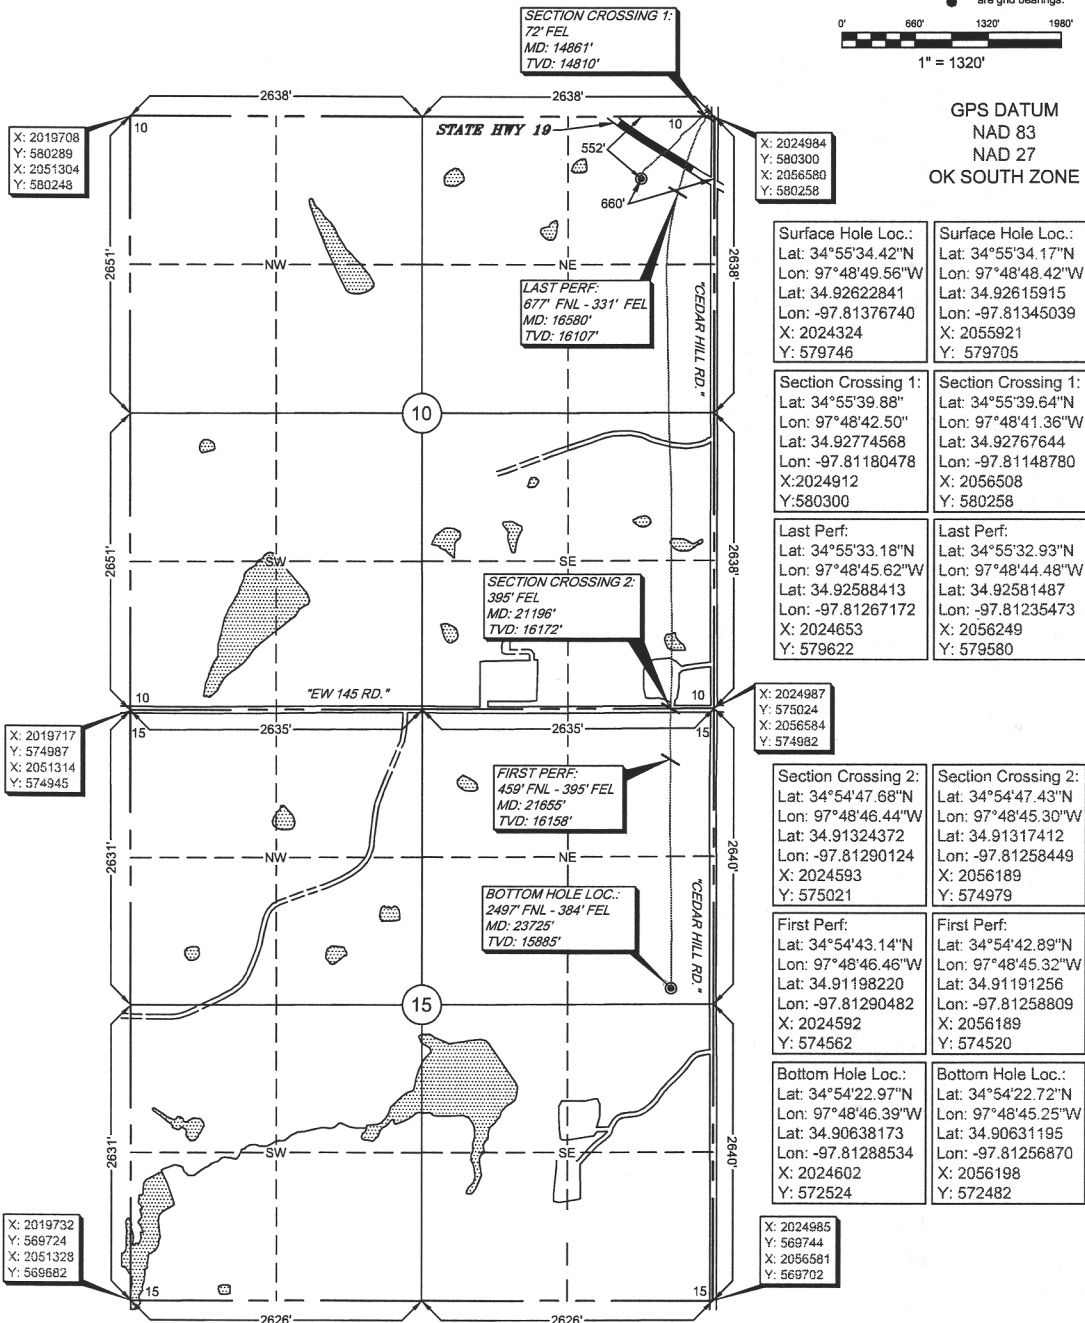 are grid bearings.
0' 660' 1320' 1980'
1" = 1320'
GPS DATUM
NAD 83
NAD 27
OK SOUTH ZONE
SECTION CROSSING 1:
72' FEL
MD: 14861'
TVD: 14810'
2638' 2638'
X: 2019708
Y: 580289
X: 2051304
Y: 580248
10
STATE HWY 19
10
552'
660'
X: 2024984
Y: 580300
X: 2056580
Y: 580258
2651'
NW
NE
2638'
LAST PERF:
677' FNL - 331' FEL
MD: 16580'
TVD: 16107'
"CEDAR HILL RD."
10
2651'
SW
SE
2638'
SECTION CROSSING 2:
395' FEL
MD: 21196'
TVD: 16172'
10
"EW 145 RD."
10
X: 2019717
Y: 574987
X: 2051314
Y: 574945
15
2635' 2635'
15
X: 2024987
Y: 575024
X: 2056584
Y: 574982
FIRST PERF:
459' FNL - 395' FEL
MD: 21655'
TVD: 16158'
2631'
NW
NE
2640'
BOTTOM HOLE LOC.:
2497' FNL - 384' FEL
MD: 23725'
TVD: 15885'
"CEDAR HILL RD."
15
2631'
SW
SE
2640'
X: 2019732
Y: 569724
X: 2051328
Y: 569682
15
15
X: 2024985
Y: 569744
X: 2056581
Y: 569702
2626' 2626'
Surface Hole Loc.:
Lat: 34°55'34.42"N
Lon: 97°48'49.56"W
Lat: 34.92622841
Lon: -97.81376740
X: 2024324
Y: 579746
Surface Hole Loc.:
Lat: 34°55'34.17"N
Lon: 97°48'48.42"W
Lat: 34.92615915
Lon: -97.81345039
X: 2055921
Y: 579705
Section Crossing 1:
Lat: 34°55'39.88"
Lon: 97°48'42.50"
Lat: 34.92774568
Lon: -97.81180478
X:2024912
Y:580300
Section Crossing 1:
Lat: 34°55'39.64"N
Lon: 97°48'41.36"W
Lat: 34.92767644
Lon: -97.81148780
X: 2056508
Y: 580258
Last Perf:
Lat: 34°55'33.18"N
Lon: 97°48'45.62"W
Lat: 34.92588413
Lon: -97.81267172
X: 2024653
Y: 579622
Last Perf:
Lat: 34°55'32.93"N
Lon: 97°48'44.48"W
Lat: 34.92581487
Lon: -97.81235473
X: 2056249
Y: 579580
Section Crossing 2:
Lat: 34°54'47.68"N
Lon: 97°48'46.44"W
Lat: 34.91324372
Lon: -97.81290124
X: 2024593
Y: 575021
Section Crossing 2:
Lat: 34°54'47.43"N
Lon: 97°48'45.30"W
Lat: 34.91317412
Lon: -97.81258449
X: 2056189
Y: 574979
First Perf:
Lat: 34°54'43.14"N
Lon: 97°48'46.46"W
Lat: 34.91198220
Lon: -97.81290482
X: 2024592
Y: 574562
First Perf:
Lat: 34°54'42.89"N
Lon: 97°48'45.32"W
Lat: 34.91191256
Lon: -97.81258809
X: 2056189
Y: 574520
Bottom Hole Loc.:
Lat: 34°54'22.97"N
Lon: 97°48'46.39"W
Lat: 34.90638173
Lon: -97.81288534
X: 2024602
Y: 572524
Bottom Hole Loc.:
Lat: 34°54'22.72"N
Lon: 97°48'45.25"W
Lat: 34.90631195
Lon: -97.81256870
X: 2056198
Y: 572482